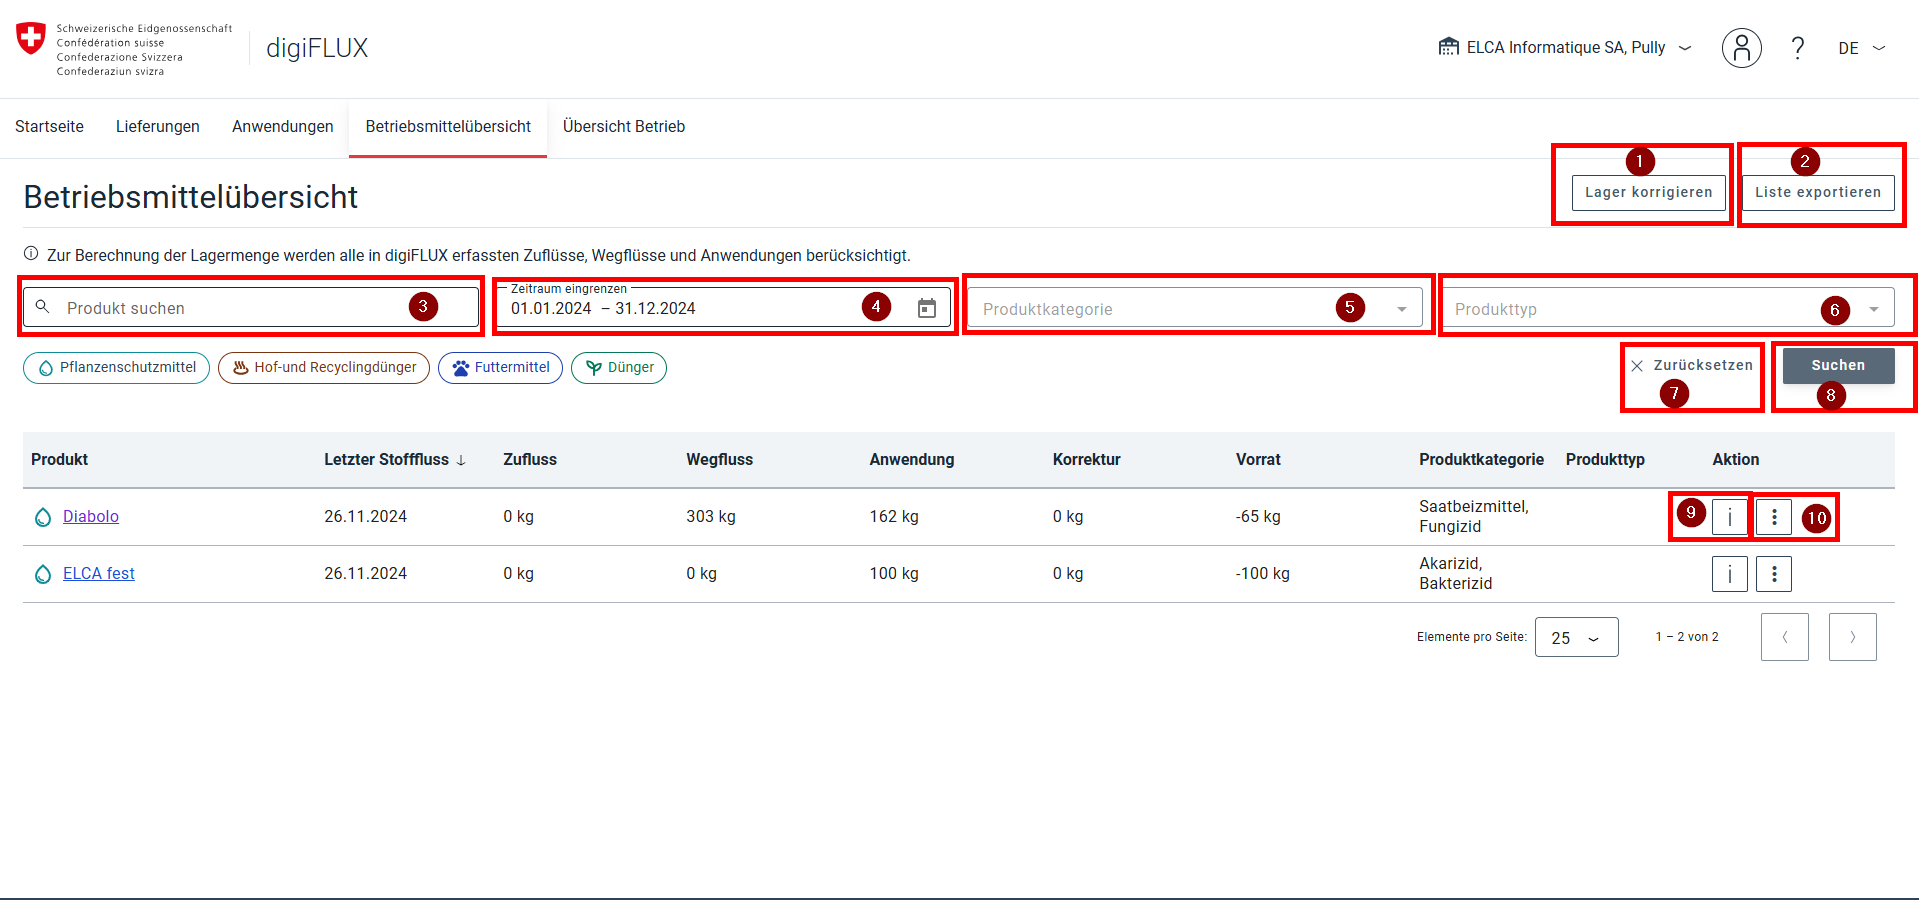 Schweizerische Eidgenossenschaft
Confédération suisse
Confederazione Svizzera
Confederaziun svizra
digiFLUX
ELCA Informatique SA, Pully
?
DE
Startseite Lieferungen Anwendungen Betriebsmittelübersicht Übersicht Betrieb
1 2
Betriebsmittelübersicht Lager korrigieren Liste exportieren
Zur Berechnung der Lagermenge werden alle in digiFLUX erfassten Zuflüsse, Wegflüsse und Anwendungen berücksichtigt.
Zeitraum eingrenzen
Produkt suchen 3 01.01.2024 – 31.12.2024 4 Produktkategorie 5 Produkttyp 6
Pflanzenschutzmittel Hof-und Recyclingdünger Futtermittel Dünger Zurücksetzen Suchen
7 8
Produkt Letzter Stofffluss ↓ Zufluss Wegfluss Anwendung Korrektur Vorrat Produktkategorie Produkttyp Aktion
Diabolo 26.11.2024 0 kg 303 kg 162 kg 0 kg -65 kg Saatbeizmittel, Fungizid 9 i 10
ELCA fest 26.11.2024 0 kg 0 kg 100 kg 0 kg -100 kg Akarizid, Bakterizid i
Elemente pro Seite: 25 1 – 2 von 2